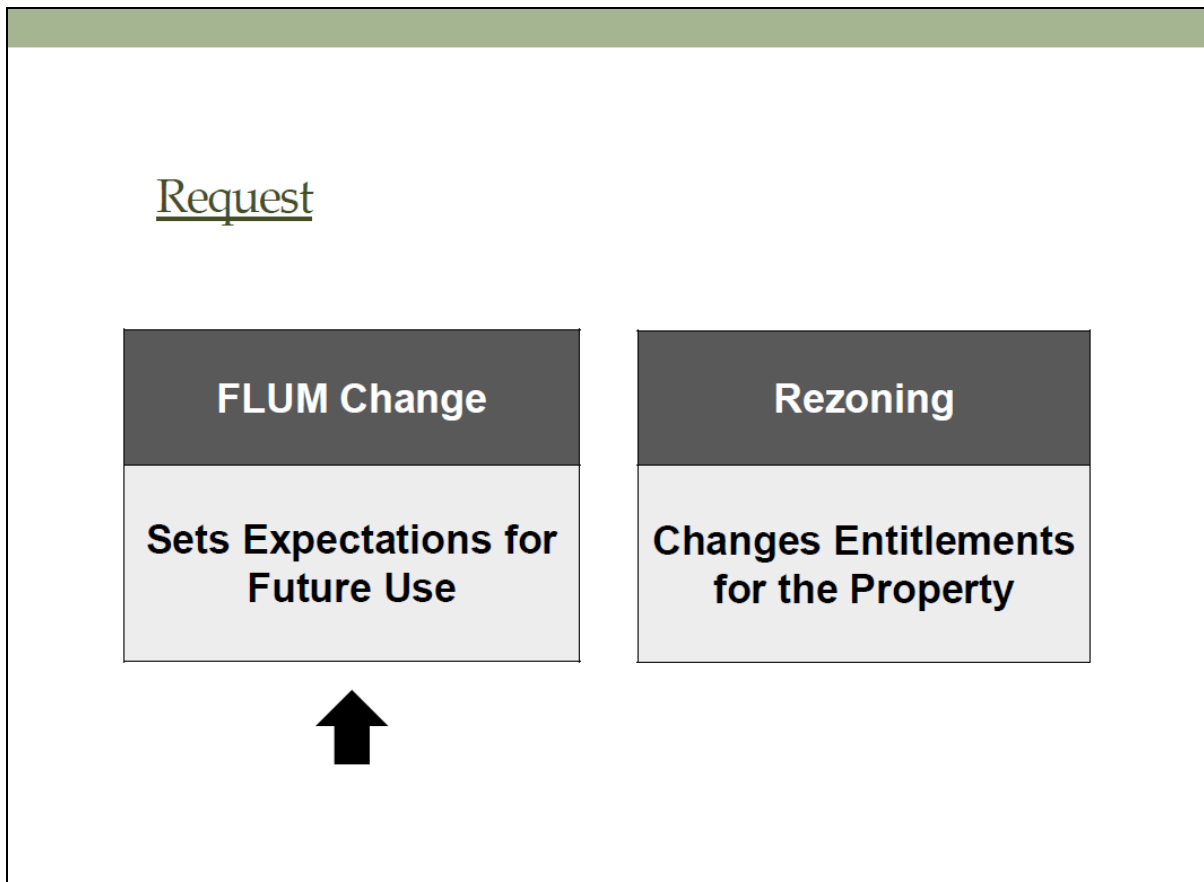 Request
FLUM Change
Sets Expectations for
Future Use
Rezoning
Changes Entitlements
for the Property